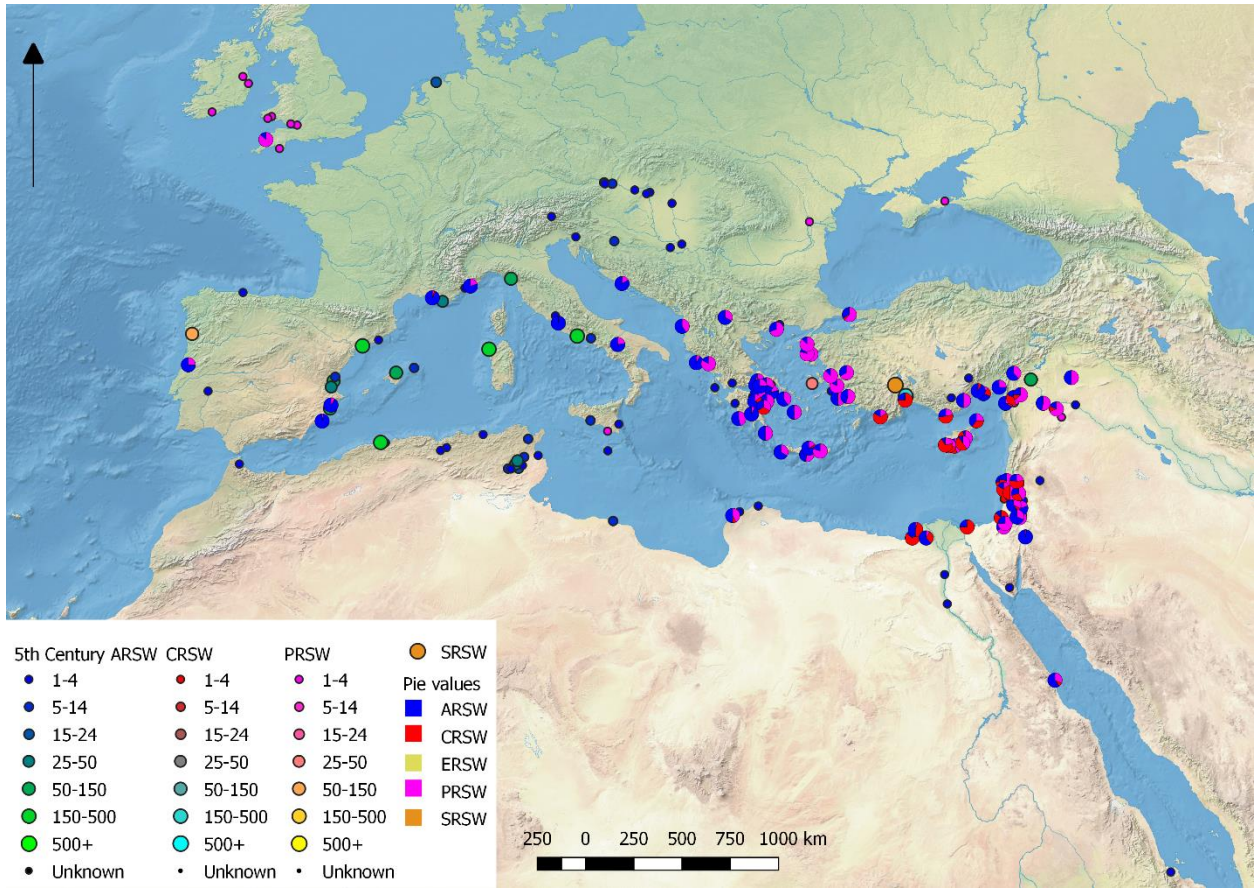 5th Century ARSW CRSW PRSW SRSW
1-4 1-4 1-4 Pie values
5-14 5-14 5-14 ARSW
15-24 15-24 15-24 CRSW
25-50 25-50 25-50 ERSW
50-150 50-150 50-150 PRSW
150-500 150-500 150-500 SRSW
500+ 500+ 500+
Unknown Unknown Unknown
250 0 250 500 750 1000 km